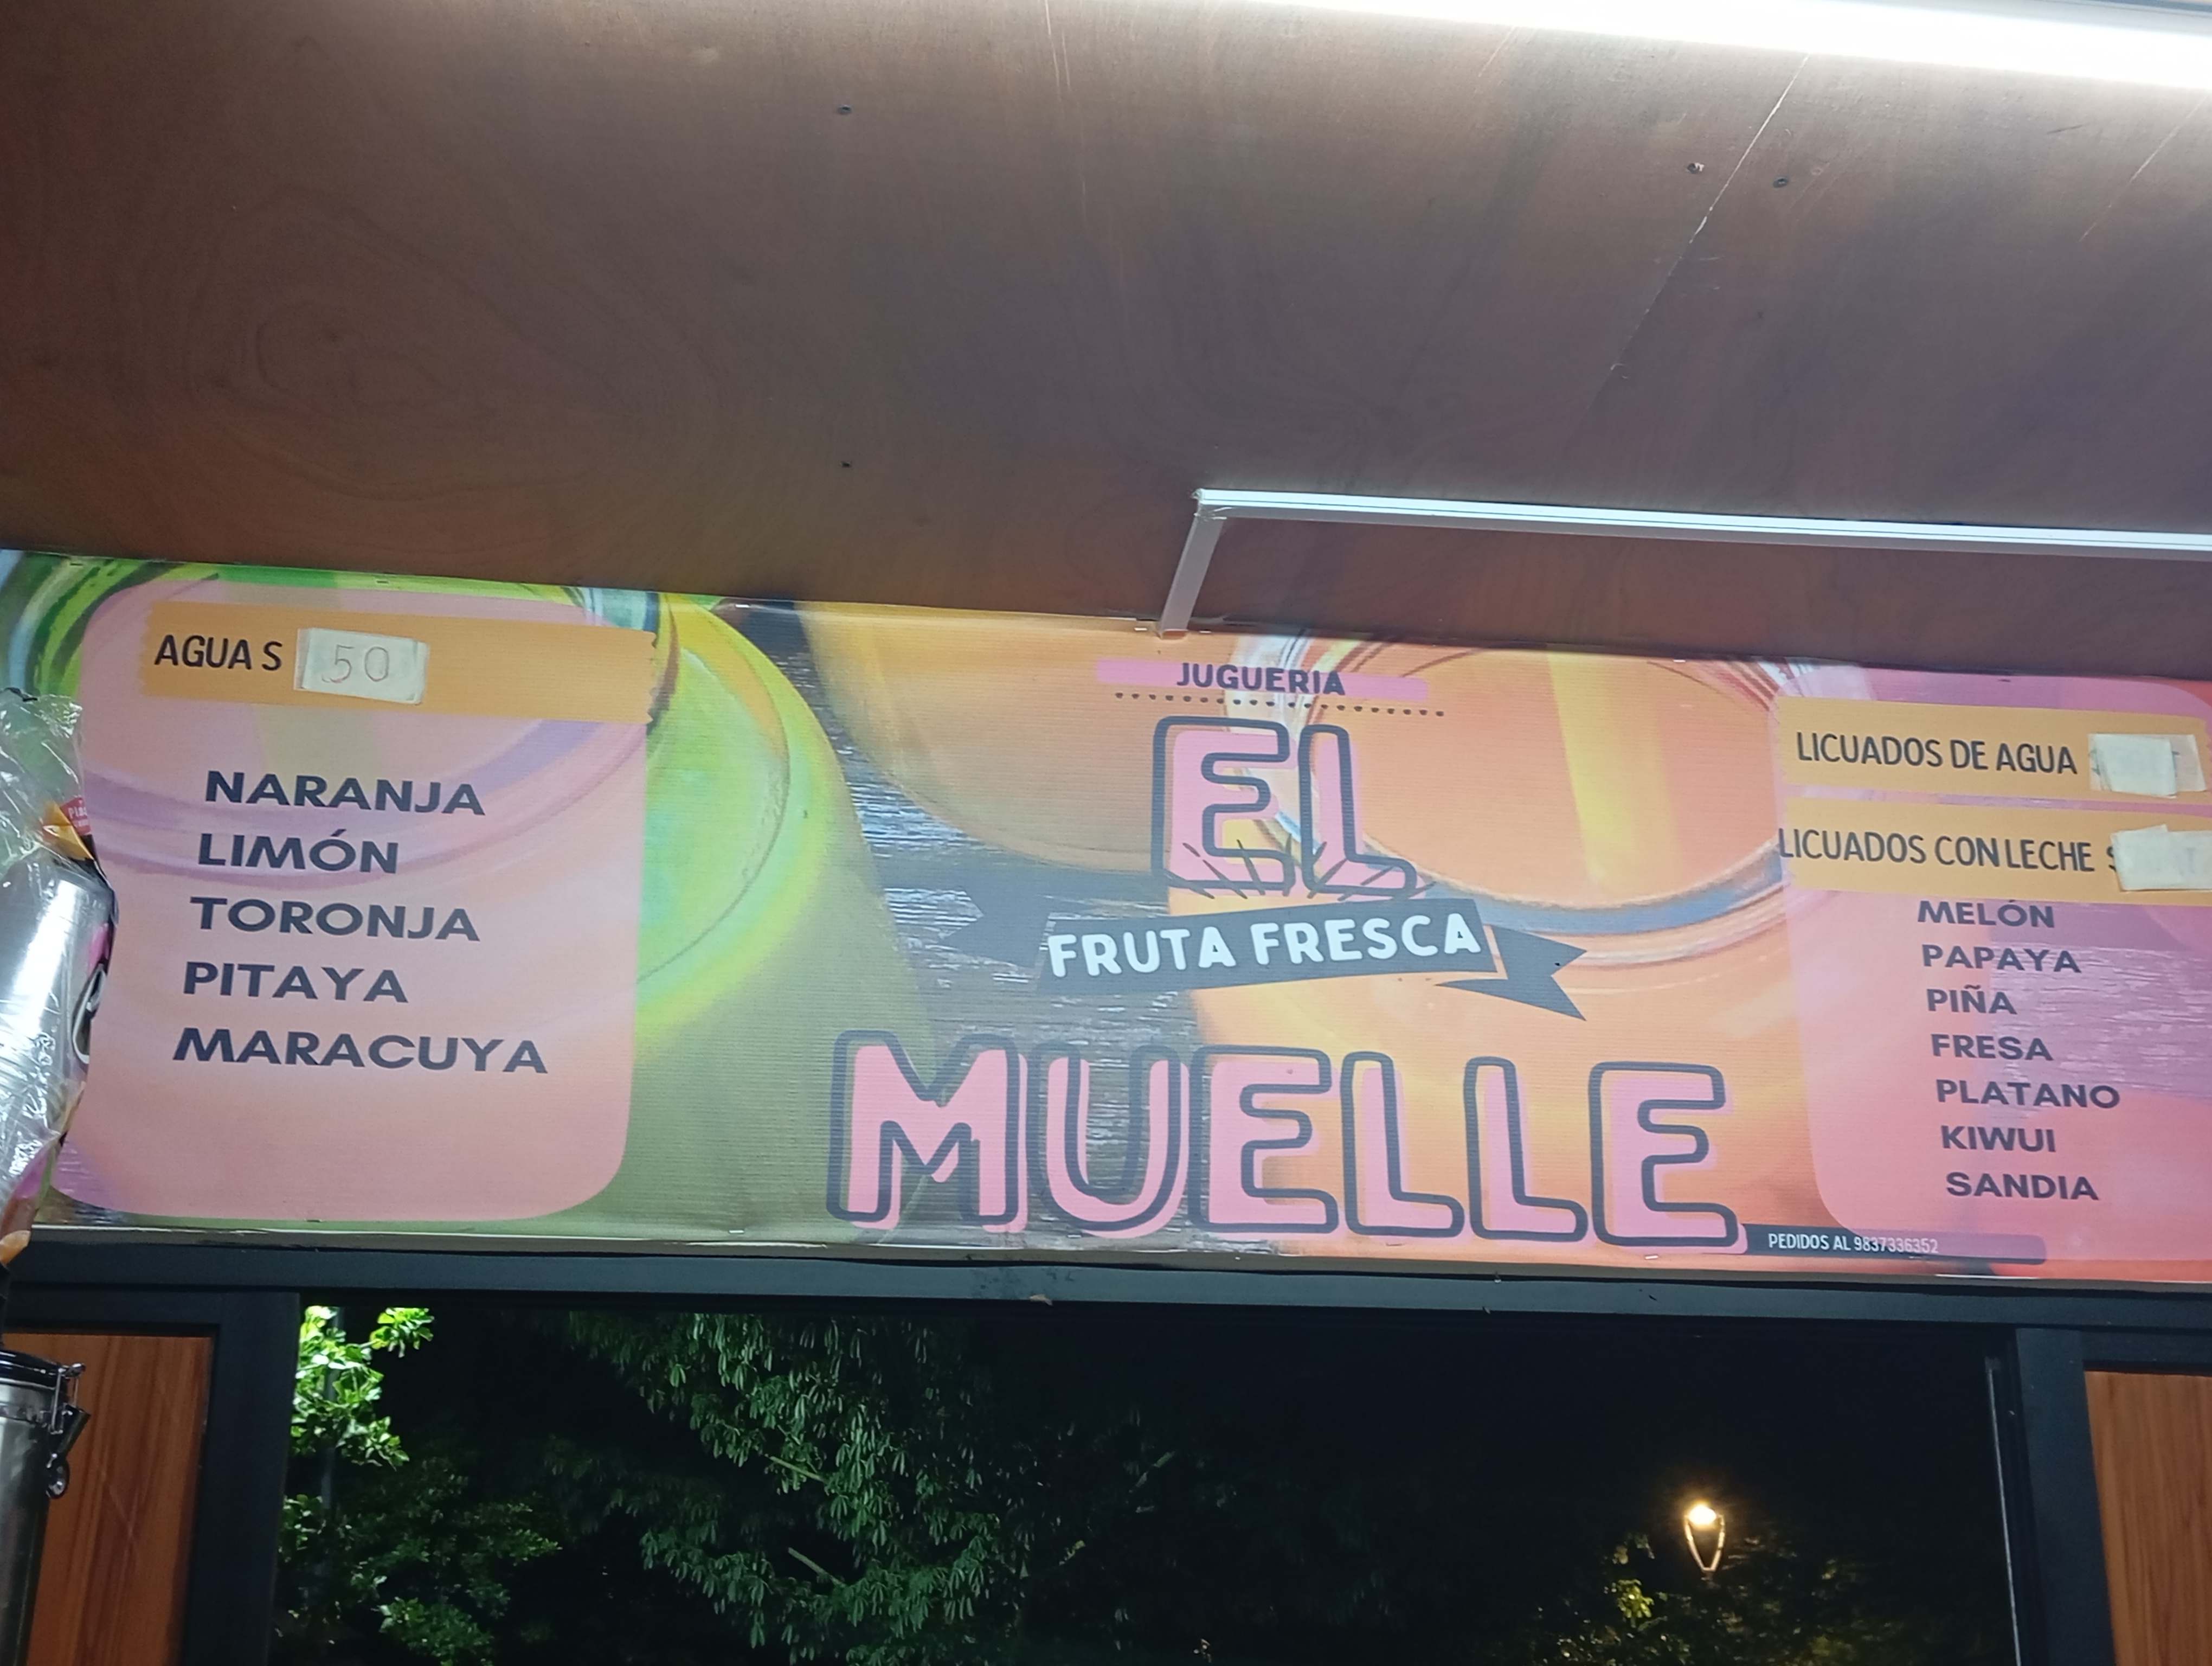 AGUA S 50
NARANJA
LIMÓN
TORONJA
PITAYA
MARACUYA
JUGUERIA
EL
FRUTA FRESCA
MUELLE
LICUADOS DE AGUA
LICUADOS CON LECHE $
MELÓN
PAPAYA
PIÑA
FRESA
PLATANO
KIWUI
SANDIA
PEDIDOS AL 9837336352